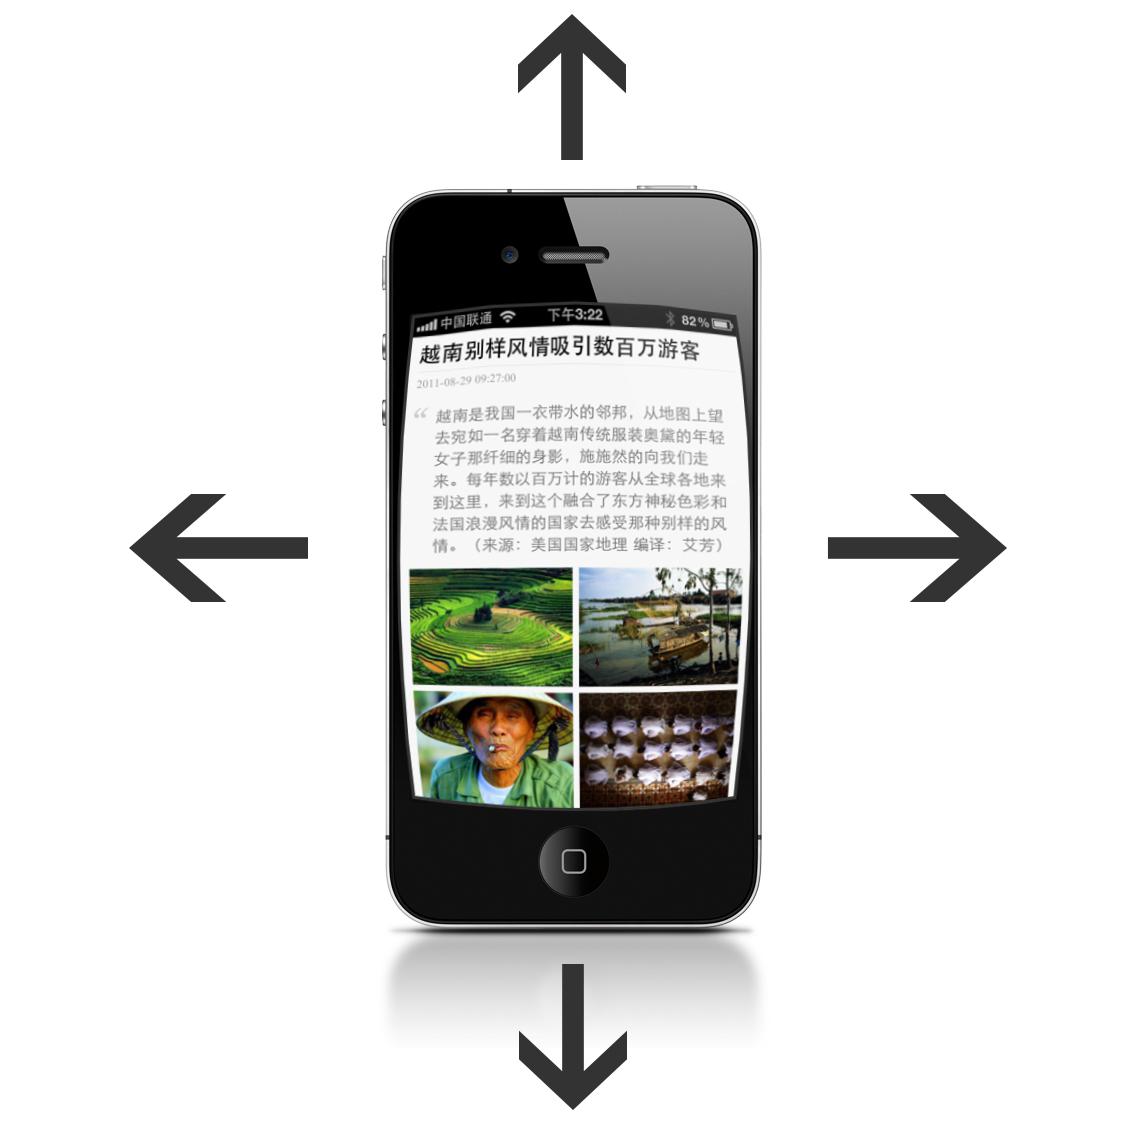 中国联通 下午3:22 82%
越南别样风情吸引数百万游客
2011-08-29 09:27:00
“ 越南是我国一衣带水的邻邦，从地图上望
去宛如一名穿着越南传统服装奥黛的年轻
女子那纤细的身影，施施然的向我们走
来。每年数以百万计的游客从全球各地来
到这里，来到这个融合了东方神秘色彩和
法国浪漫风情的国家去感受那种别样的风
情。（来源：美国国家地理 编译：艾芳）